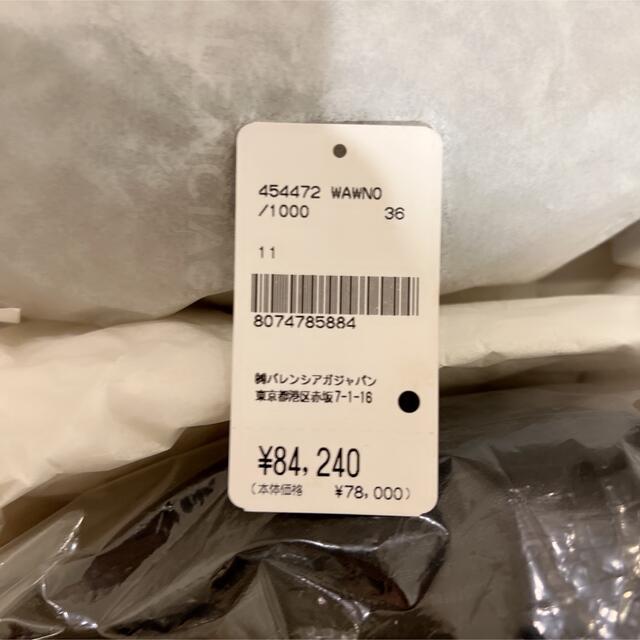 454472 WAWN0
/1000 36
11
8074785884
㈱バレンシアガジャパン
東京都港区赤坂7-1-16
¥84,240
(本体価格 ¥78,000)